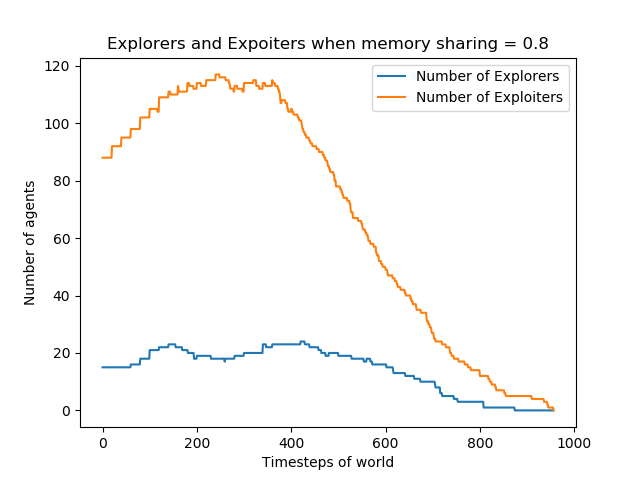 Explorers and Expoiters when memory sharing = 0.8
Number of Explorers
Number of Exploiters
Number of agents
120
100
80
60
40
20
0
0 200 400 600 800 1000
Timesteps of world